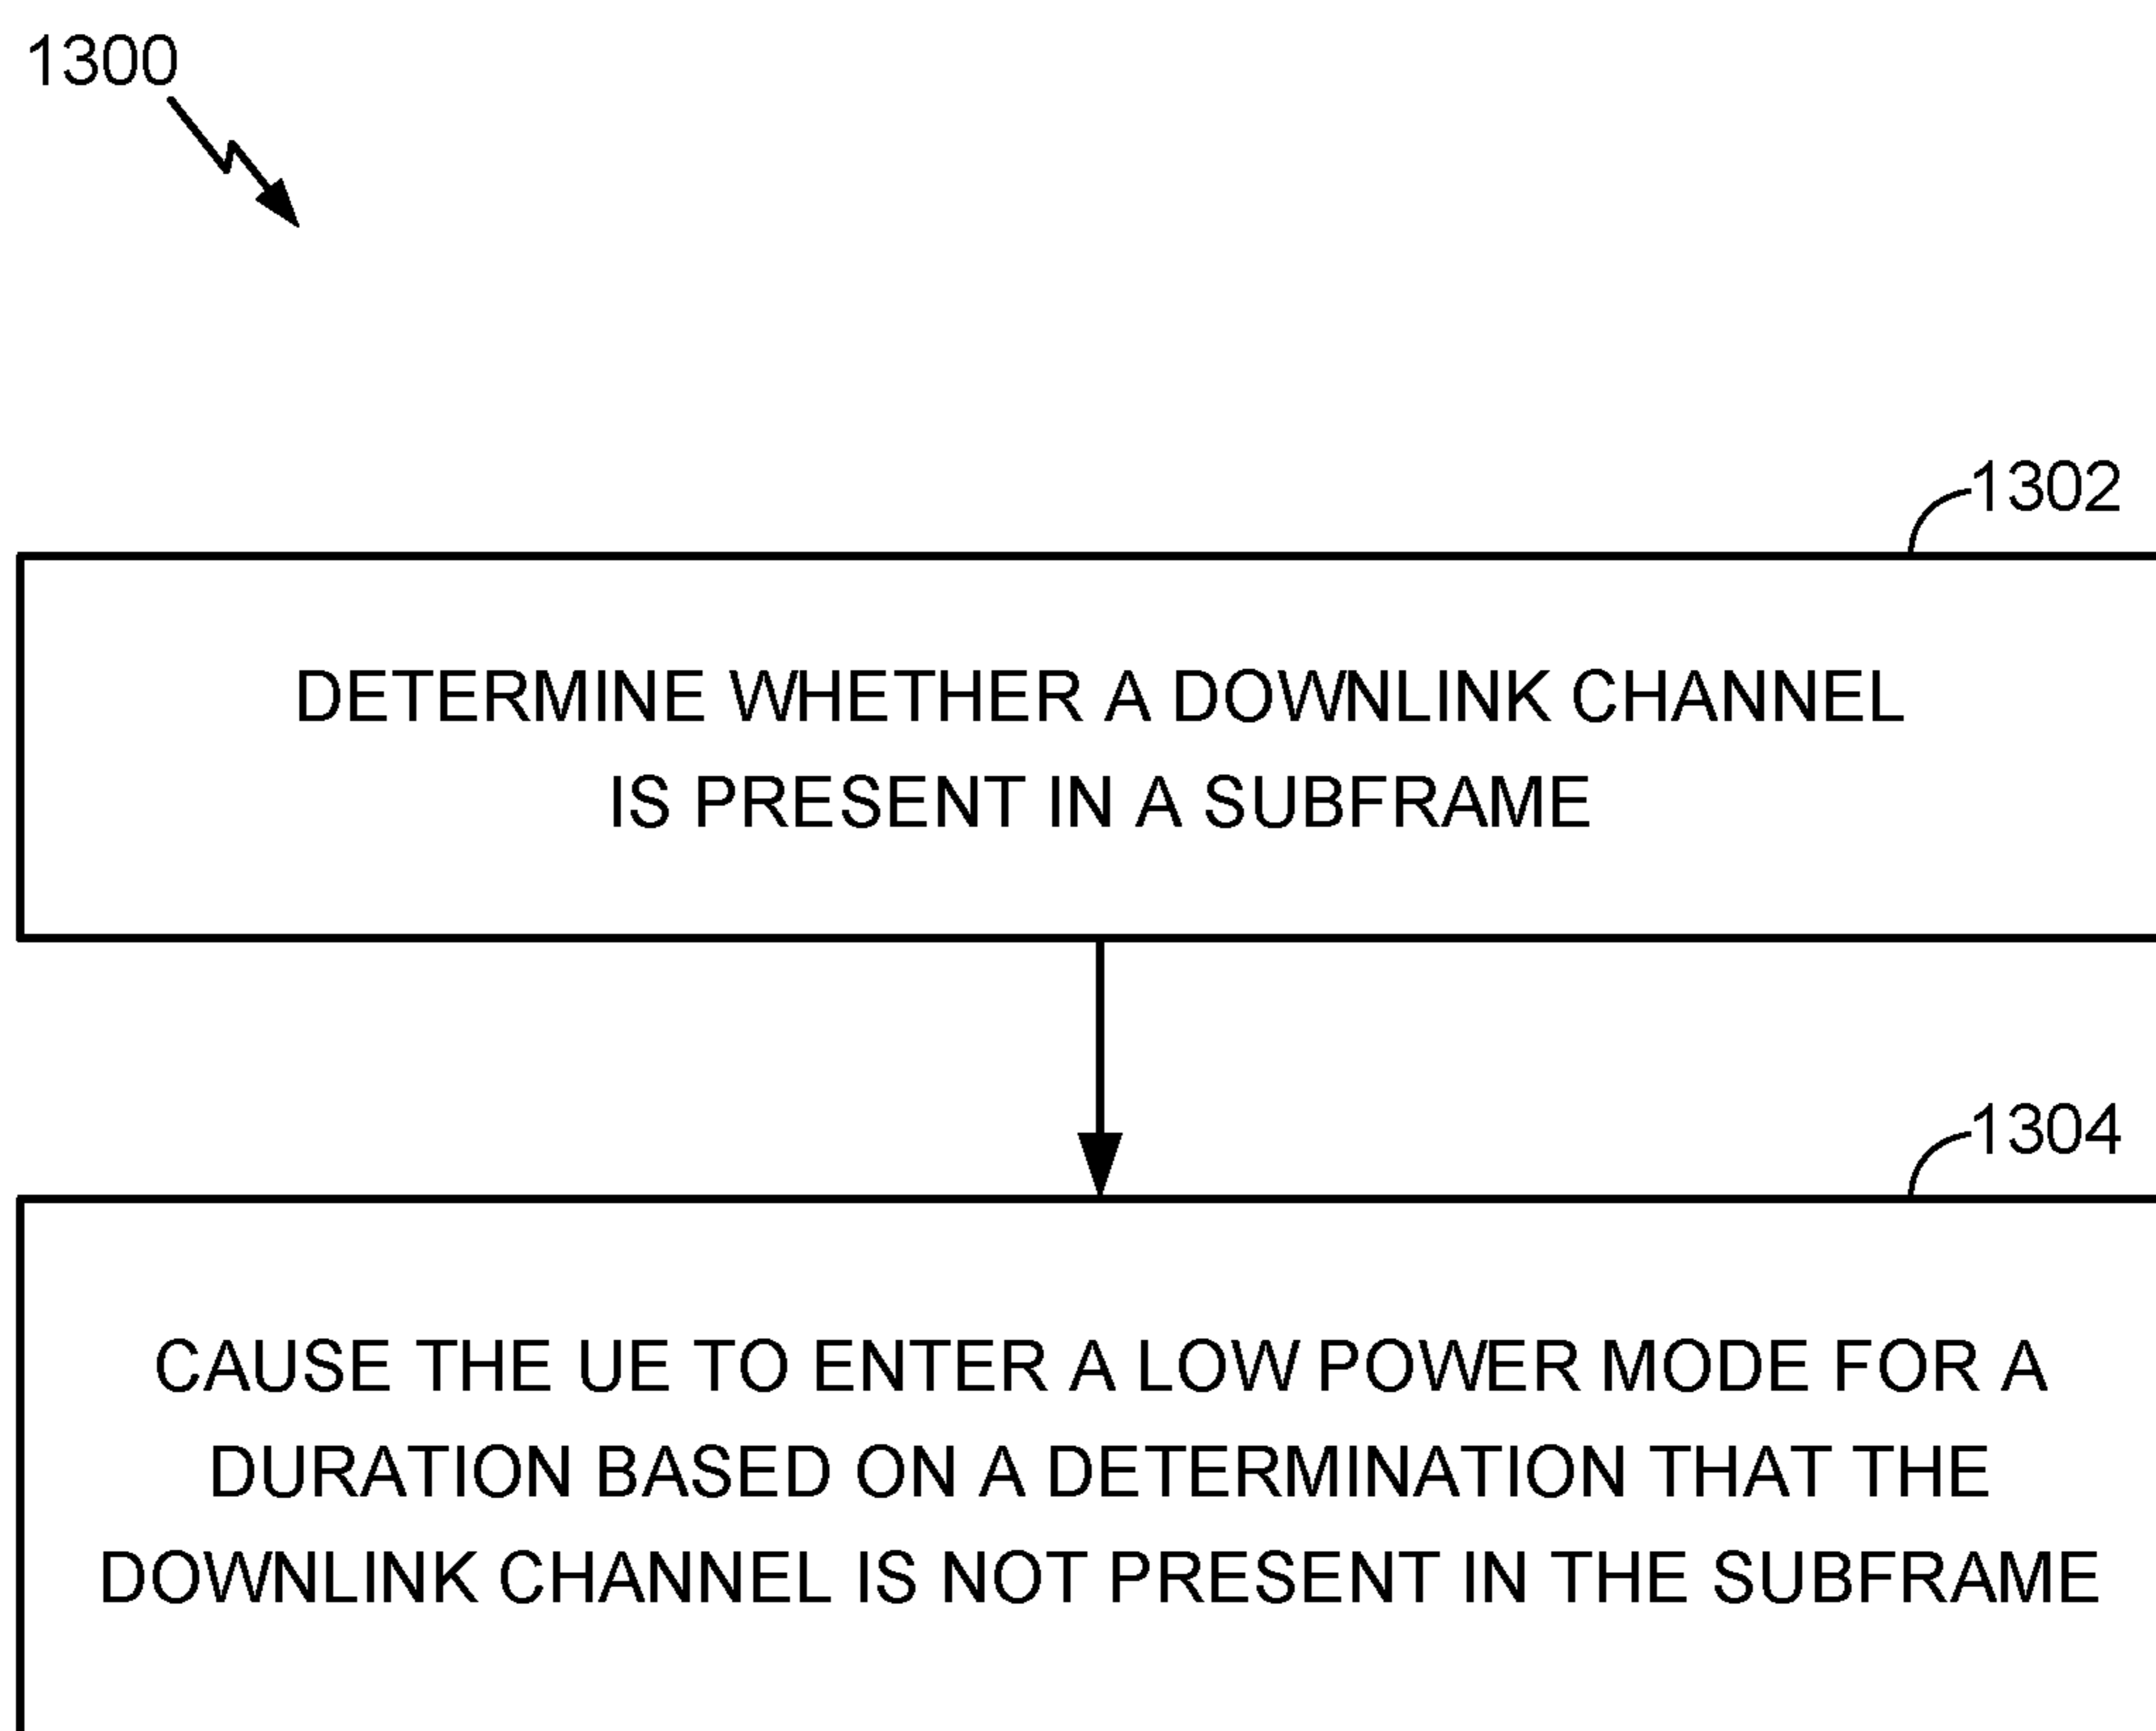 1300
1302
DETERMINE WHETHER A DOWNLINK CHANNEL
IS PRESENT IN A SUBFRAME
1304
CAUSE THE UE TO ENTER A LOW POWER MODE FOR A
DURATION BASED ON A DETERMINATION THAT THE
DOWNLINK CHANNEL IS NOT PRESENT IN THE SUBFRAME